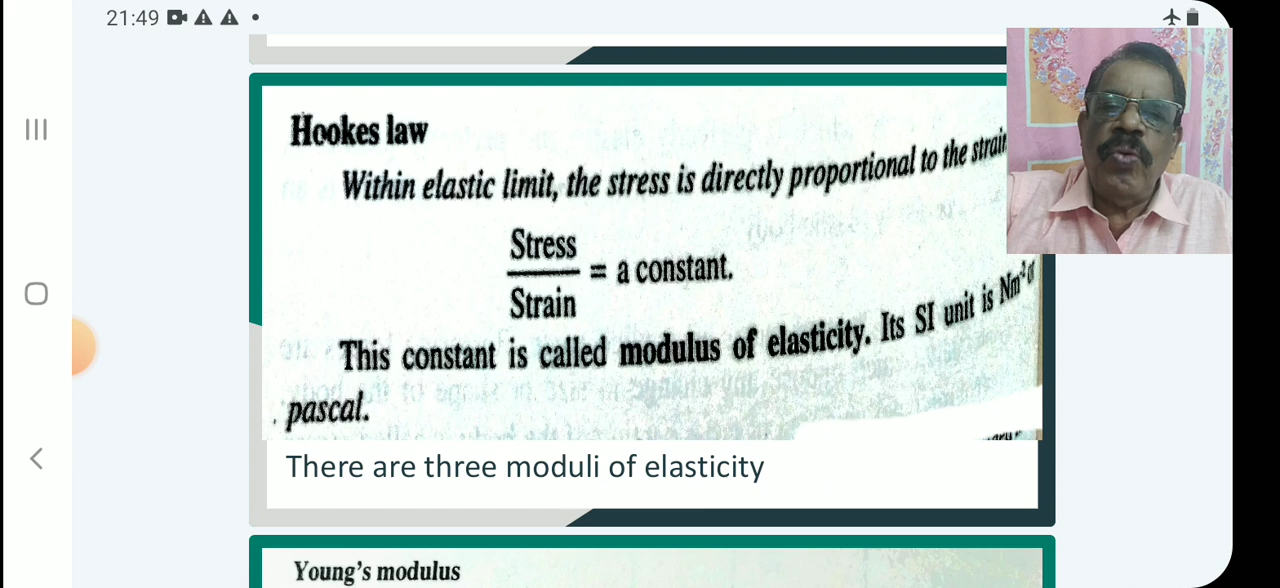 21:49
Hookes law
Within elastic limit, the stress is directly proportional to the strain
Stress
= a constant.
Strain
This constant is called modulus of elasticity. Its SI unit is Nm⁻² or
pascal.
There are three moduli of elasticity
Young's modulus